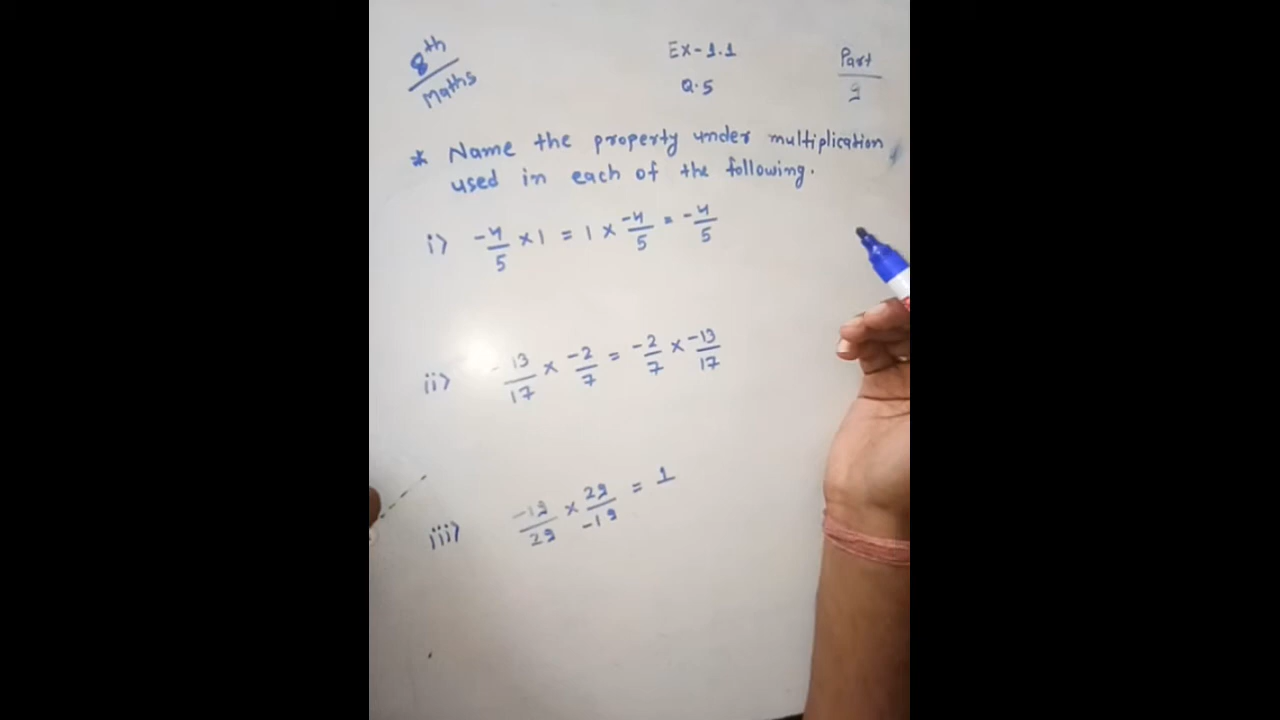 8th
Maths
Ex-1.1
Q.5
Part
9
* Name the property under multiplication
used in each of the following.
i) -4/5 × 1 = 1 × -4/5 = -4/5
ii) -13/17 × -2/7 = -2/7 × -13/17
iii) -19/29 × 29/-19 = 1